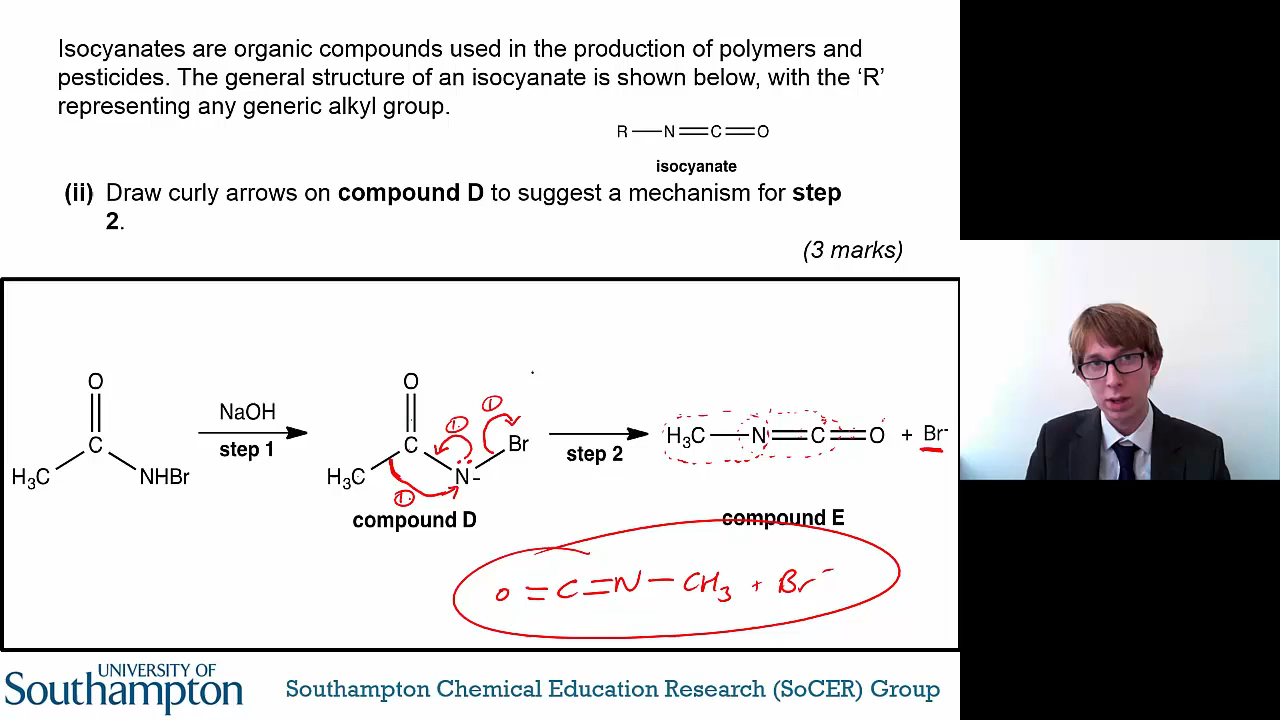 Isocyanates are organic compounds used in the production of polymers and
pesticides. The general structure of an isocyanate is shown below, with the ‘R’
representing any generic alkyl group.
R N C O
isocyanate
(ii) Draw curly arrows on compound D to suggest a mechanism for step
2.
(3 marks)
O
C
H₃C
NHBr
NaOH
step 1
O
C
H₃C
N-
Br
1.
1.
1.
compound D
step 2
H₃C N C O + Br⁻
compound E
O = C = N – CH₃ + Br⁻
UNIVERSITY OF
Southampton
Southampton Chemical Education Research (SoCER) Group